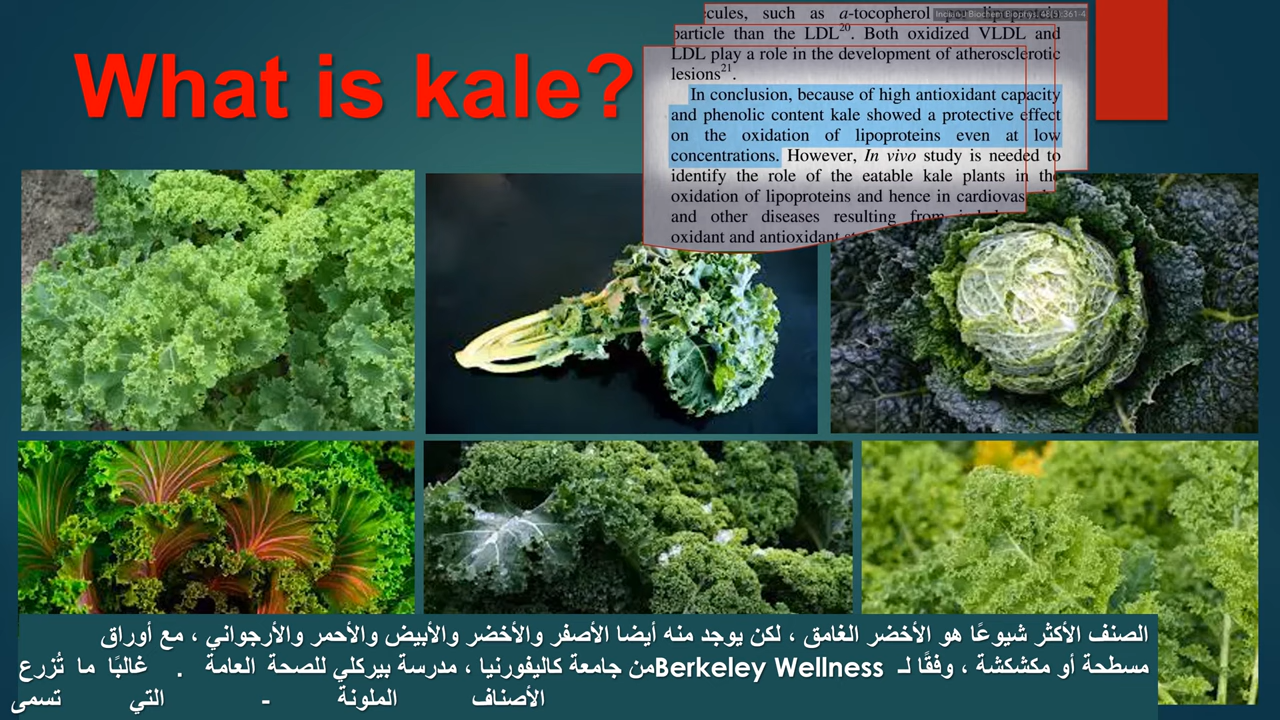 What is kale?
such as a-tocopherol
particle than the LDL20. Both oxidized VLDL and
LDL play a role in the development of atherosclerotic
lesions21.
In conclusion, because of high antioxidant capacity
and phenolic content kale showed a protective effect
on the oxidation of lipoproteins even at low
concentrations. However, In vivo study is needed to
identify the role of the eatable kale plants in the
oxidation of lipoproteins and hence in
and other diseases resulting from
oxidant and antioxidant
الصنف الأكثر شيوعًا هو الأخضر الغامق ، لكن يوجد منه أيضا الأصفر والأخضر والأبيض والأحمر والأرجواني ، مع أوراق
مسطحة أو مكشكشة ، وفقًا لـ Berkeley Wellness من جامعة كاليفورنيا ، مدرسة بيركلي للصحة العامة . غالبًا ما تُزرع
الأصناف الملونة - التي تسمى